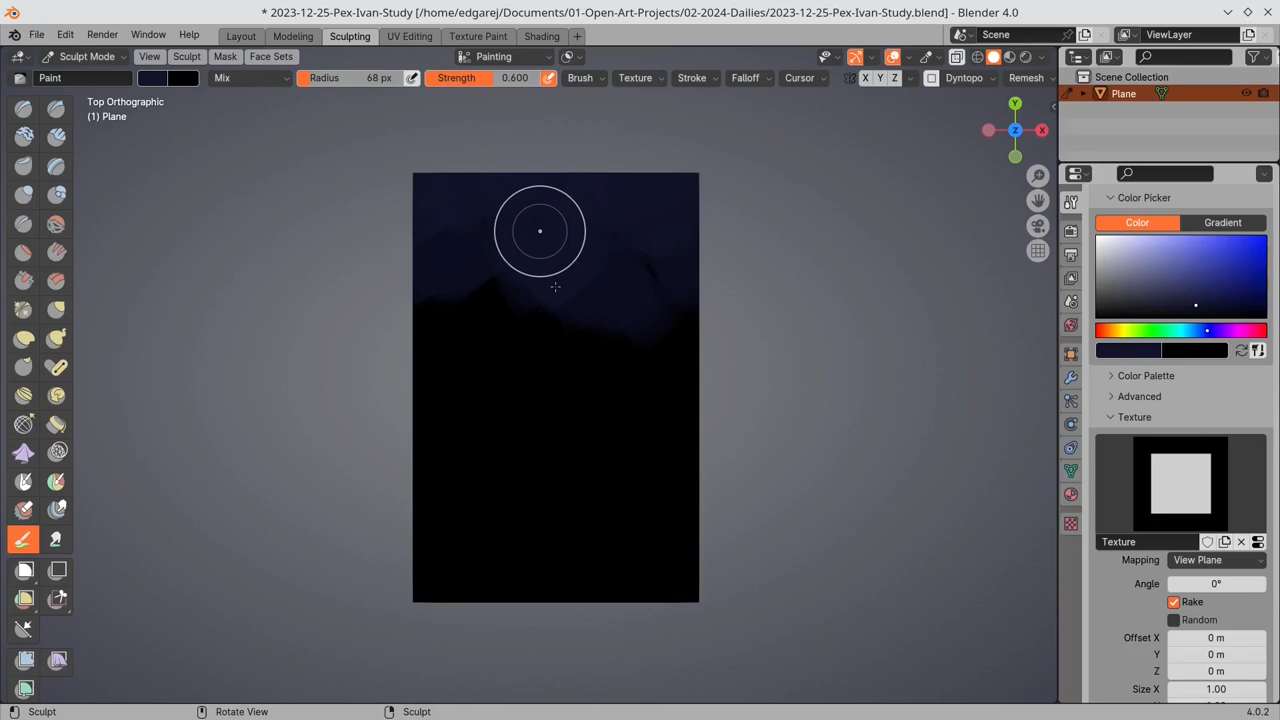 * 2023-12-25-Pex-Ivan-Study [/home/edgarej/Documents/01-Open-Art-Projects/02-2024-Dailies/2023-12-25-Pex-Ivan-Study.blend] - Blender 4.0
File Edit Render Window Help Layout Modeling Sculpting UV Editing Texture Paint Shading + Scene ViewLayer
Sculpt Mode View Sculpt Mask Face Sets Painting
Paint Mix Radius 68 px Strength 0.600 Brush Texture Stroke Falloff Cursor X Y Z Dyntopo Remesh
Scene Collection
Plane
Top Orthographic
(1) Plane
Y
Z X
Color Picker
Color Gradient
Color Palette
Advanced
Texture
Texture
Mapping View Plane
Angle 0°
Rake
Random
Offset X 0 m
Y 0 m
Z 0 m
Size X 1.00
Sculpt Rotate View Sculpt 4.0.2